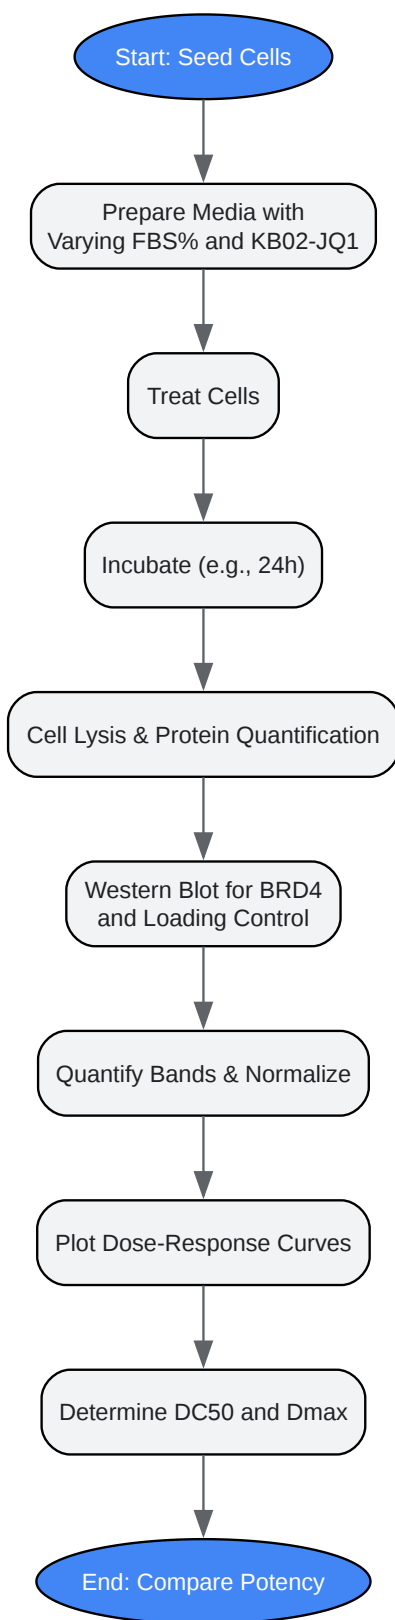 Start: Seed Cells
Prepare Media with
Varying FBS% and KB02-JQ1
Treat Cells
Incubate (e.g., 24h)
Cell Lysis & Protein Quantification
Western Blot for BRD4
and Loading Control
Quantify Bands & Normalize
Plot Dose-Response Curves
Determine DC50 and Dmax
End: Compare Potency